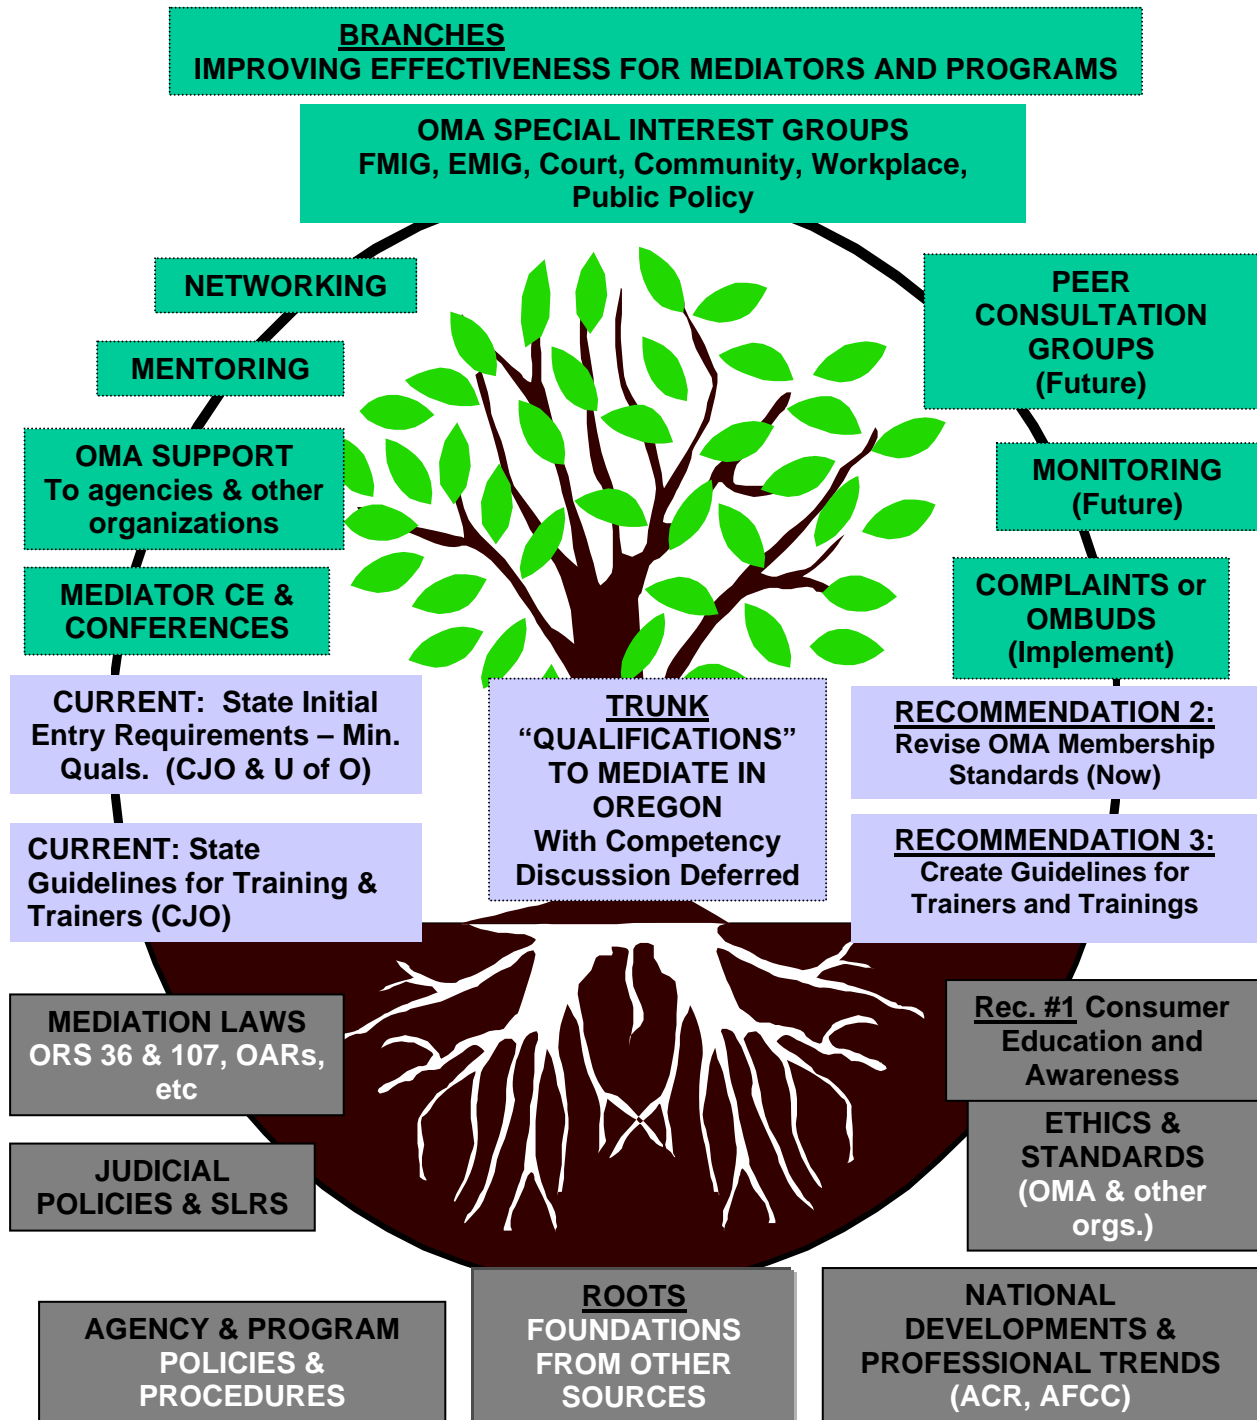 BRANCHES
IMPROVING EFFECTIVENESS FOR MEDIATORS AND PROGRAMS
OMA SPECIAL INTEREST GROUPS
FMIG, EMIG, Court, Community, Workplace,
Public Policy
NETWORKING
MENTORING
OMA SUPPORT
To agencies & other
organizations
MEDIATOR CE &
CONFERENCES
PEER
CONSULTATION
GROUPS
(Future)
MONITORING
(Future)
COMPLAINTS or
OMBUDS
(Implement)
CURRENT:  State Initial
Entry Requirements – Min.
Quals.  (CJO & U of O)
CURRENT: State
Guidelines for Training &
Trainers (CJO)
TRUNK
“QUALIFICATIONS”
TO MEDIATE IN
OREGON
With Competency
Discussion Deferred
RECOMMENDATION 2:
Revise OMA Membership
Standards (Now)
RECOMMENDATION 3:
Create Guidelines for
Trainers and Trainings
MEDIATION LAWS
ORS 36 & 107, OARs,
etc
JUDICIAL
POLICIES & SLRS
AGENCY & PROGRAM
POLICIES &
PROCEDURES
ROOTS
FOUNDATIONS
FROM OTHER
SOURCES
Rec. #1 Consumer
Education and
Awareness
ETHICS &
STANDARDS
(OMA & other
orgs.)
NATIONAL
DEVELOPMENTS &
PROFESSIONAL TRENDS
(ACR, AFCC)